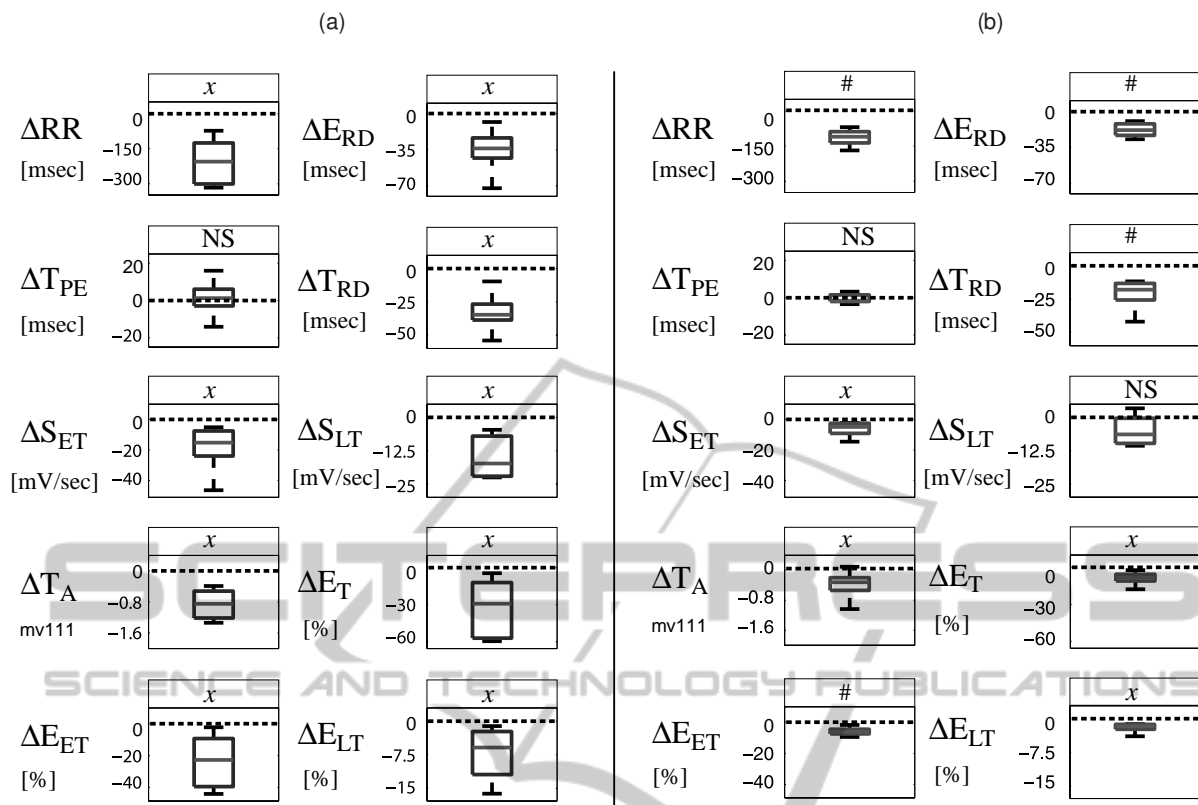 (a) (b)
x x # #
ΔRR [msec] 0 −150 −300
ΔE_RD [msec] 0 −35 −70
ΔRR [msec] 0 −150 −300
ΔE_RD [msec] 0 −35 −70
NS x NS #
ΔT_PE [msec] 20 0 −20
ΔT_RD [msec] 0 −25 −50
ΔT_PE [msec] 20 0 −20
ΔT_RD [msec] 0 −25 −50
x x x NS
ΔS_ET [mV/sec] 0 −20 −40
ΔS_LT [mV/sec] 0 −12.5 −25
ΔS_ET [mV/sec] 0 −20 −40
ΔS_LT [mV/sec] 0 −12.5 −25
x x x x
ΔT_A mv111 0 −0.8 −1.6
ΔE_T [%] 0 −30 −60
ΔT_A mv111 0 −0.8 −1.6
ΔE_T [%] 0 −30 −60
SCITEPRESS
SCIENCE AND TECHNOLOGY PUBLICATIONS
x x # x
ΔE_ET [%] 0 −20 −40
ΔE_LT [%] 0 −7.5 −15
ΔE_ET [%] 0 −20 −40
ΔE_LT [%] 0 −7.5 −15